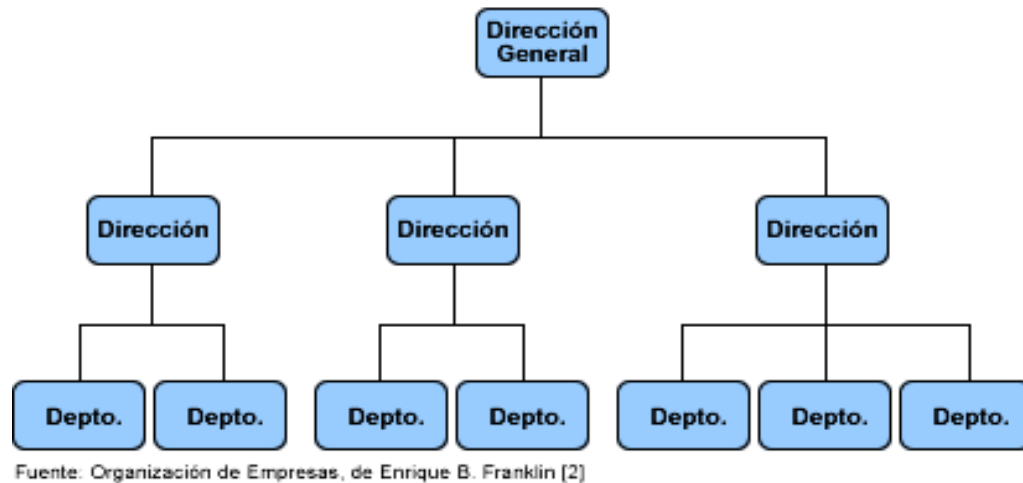 Dirección
General
Dirección
Dirección
Dirección
Depto.
Depto.
Depto.
Depto.
Depto.
Depto.
Depto.
Fuente: Organización de Empresas, de Enrique B. Franklin [2]